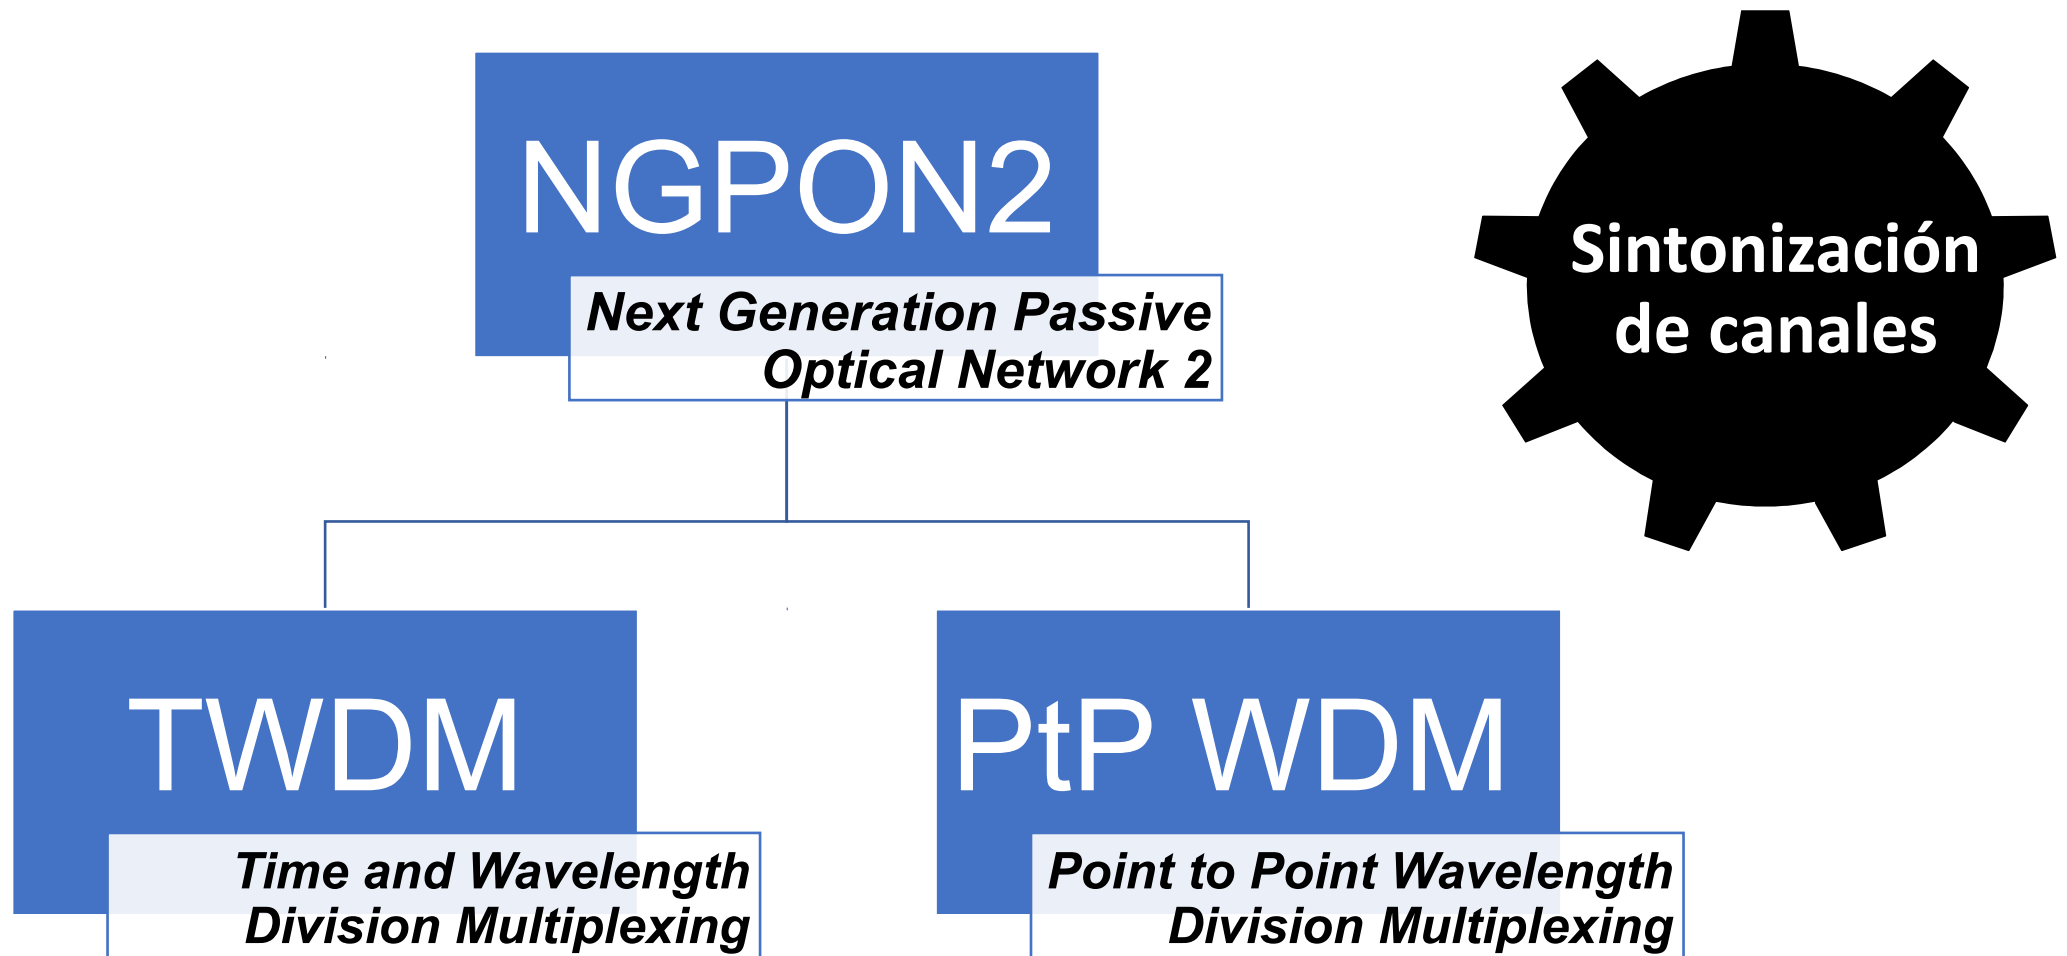 NGPON2
Next Generation Passive
Optical Network 2
Sintonización
de canales
TWDM
Time and Wavelength
Division Multiplexing
PtP WDM
Point to Point Wavelength
Division Multiplexing